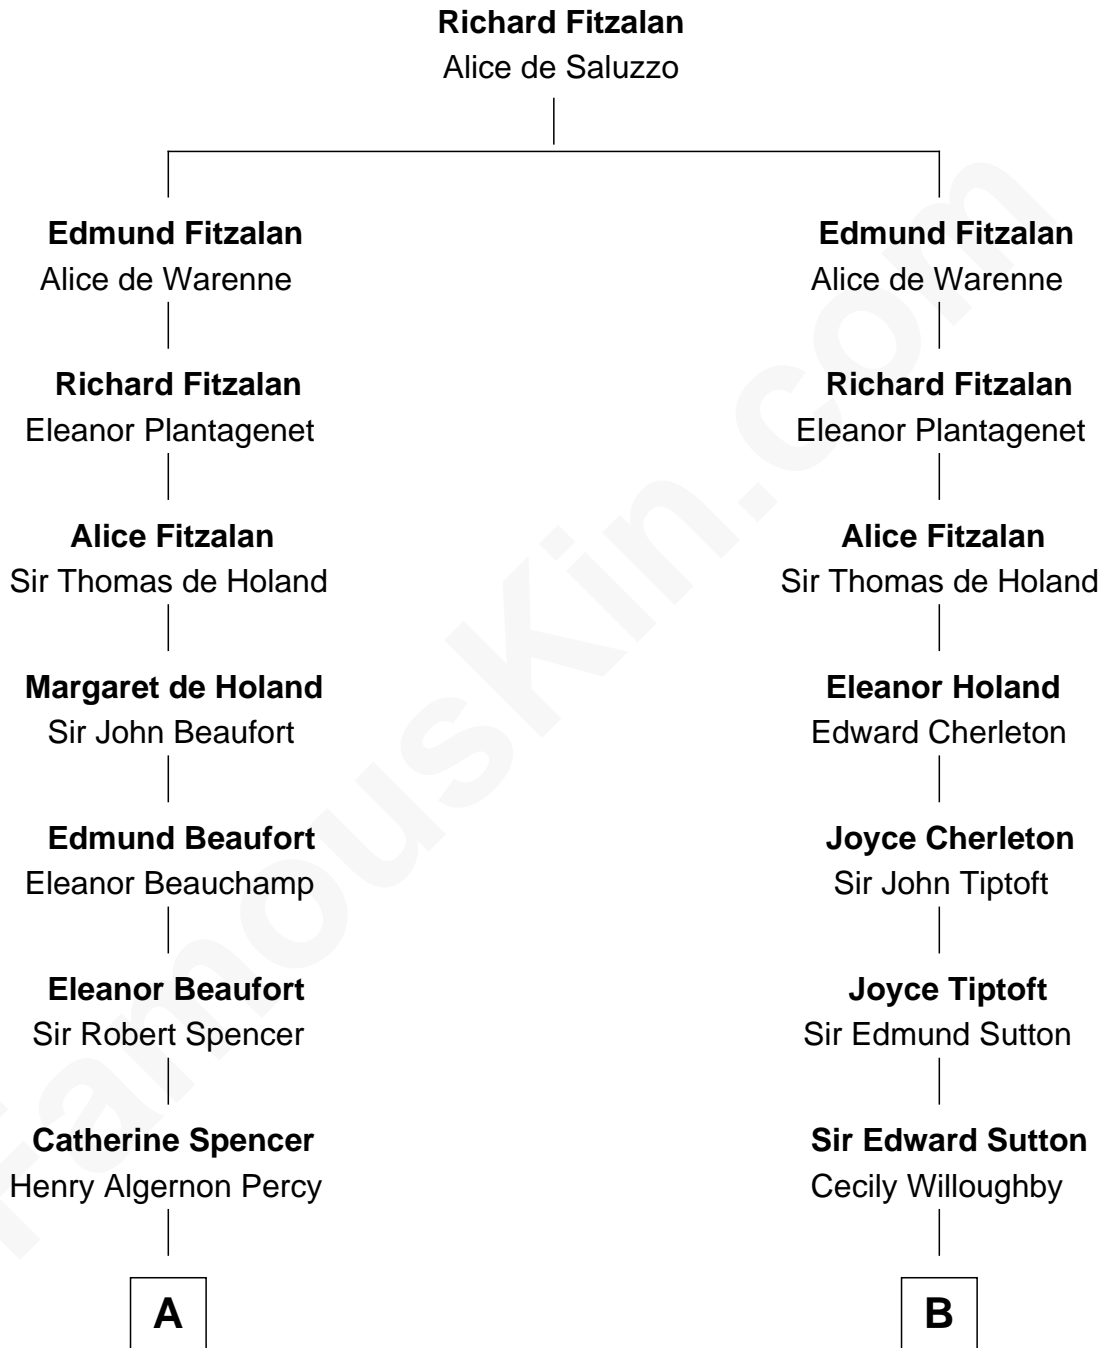 Richard Fitzalan
Alice de Saluzzo
Edmund Fitzalan
Alice de Warenne
Edmund Fitzalan
Alice de Warenne
Richard Fitzalan
Eleanor Plantagenet
Richard Fitzalan
Eleanor Plantagenet
Alice Fitzalan
Sir Thomas de Holand
Alice Fitzalan
Sir Thomas de Holand
Margaret de Holand
Sir John Beaufort
Eleanor Holand
Edward Cherleton
Edmund Beaufort
Eleanor Beauchamp
Joyce Cherleton
Sir John Tiptoft
Eleanor Beaufort
Sir Robert Spencer
Joyce Tiptoft
Sir Edmund Sutton
Catherine Spencer
Henry Algernon Percy
Sir Edward Sutton
Cecily Willoughby
A
B
FamousKin.com